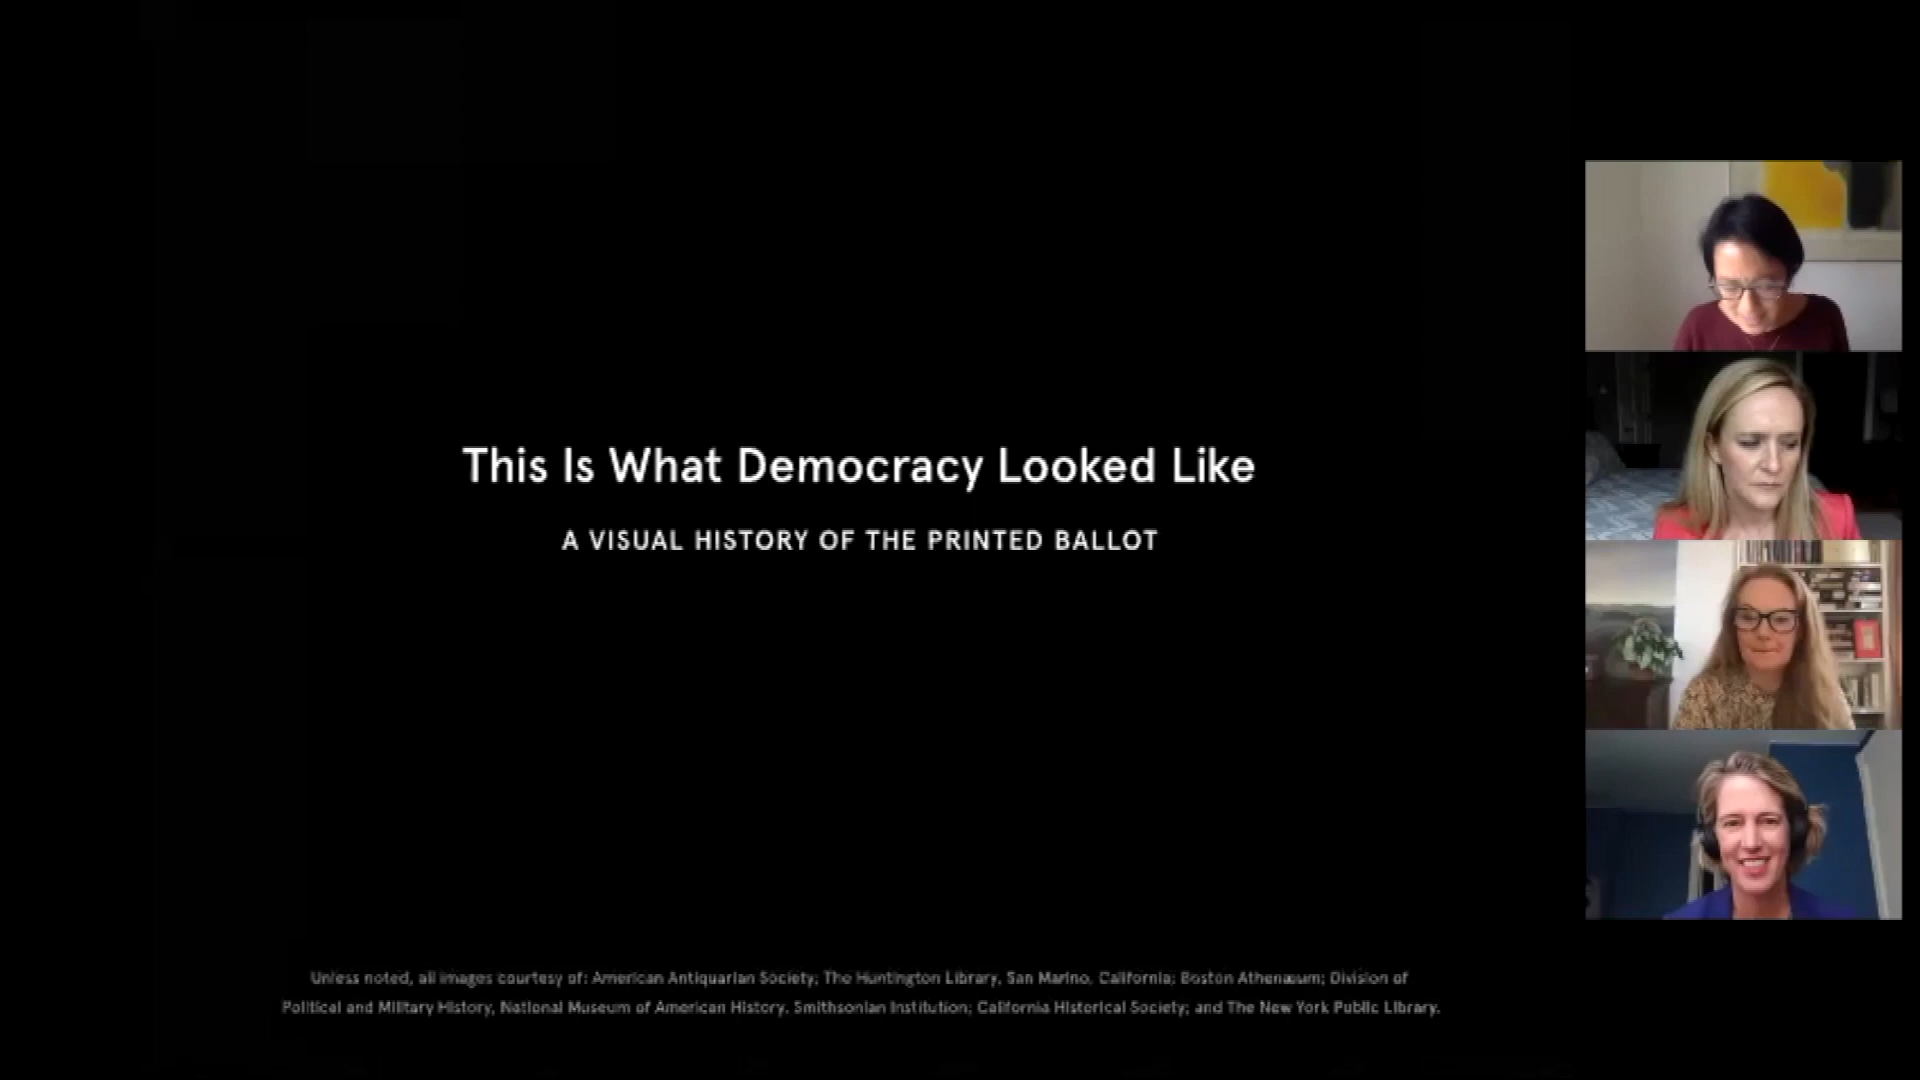 This Is What Democracy Looked Like
A VISUAL HISTORY OF THE PRINTED BALLOT
Unless noted, all images courtesy of: American Antiquarian Society; The Huntington Library, San Marino, California; Boston Athenæum; Division of
Political and Military History, National Museum of American History, Smithsonian Institution; California Historical Society; and The New York Public Library.